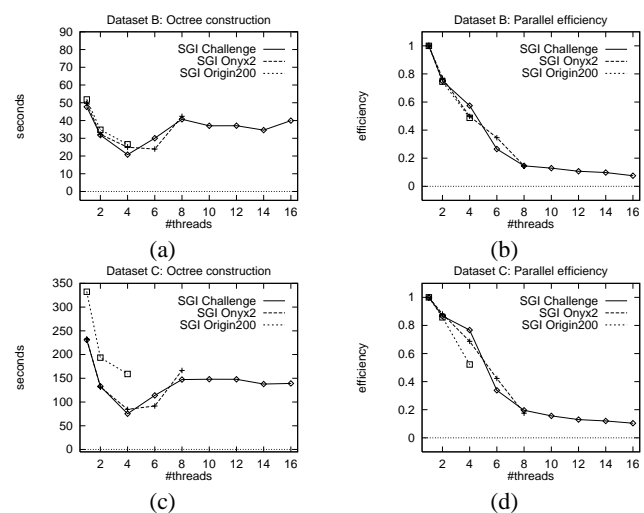 Dataset B: Octree construction
90
80
70
60
50
40
30
20
10
0
seconds
SGI Challenge
SGI Onyx2
SGI Origin200
2 4 6 8 10 12 14 16
#threads
(a)
Dataset B: Parallel efficiency
1
0.8
0.6
0.4
0.2
0
efficiency
SGI Challenge
SGI Onyx2
SGI Origin200
2 4 6 8 10 12 14 16
#threads
(b)
Dataset C: Octree construction
350
300
250
200
150
100
50
0
seconds
SGI Challenge
SGI Onyx2
SGI Origin200
2 4 6 8 10 12 14 16
#threads
(c)
Dataset C: Parallel efficiency
1
0.8
0.6
0.4
0.2
0
efficiency
SGI Challenge
SGI Onyx2
SGI Origin200
2 4 6 8 10 12 14 16
#threads
(d)